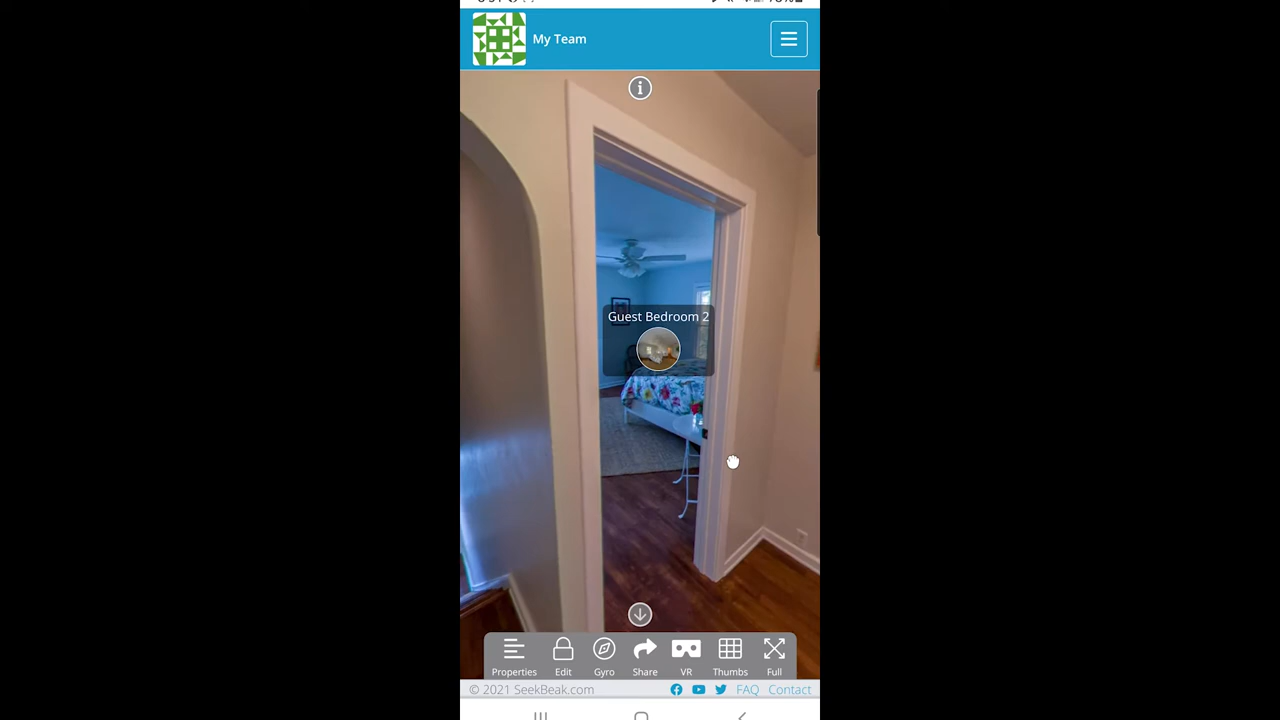 My Team
Guest Bedroom 2
Properties Edit Gyro Share VR Thumbs Full
© 2021 SeekBeak.com FAQ Contact